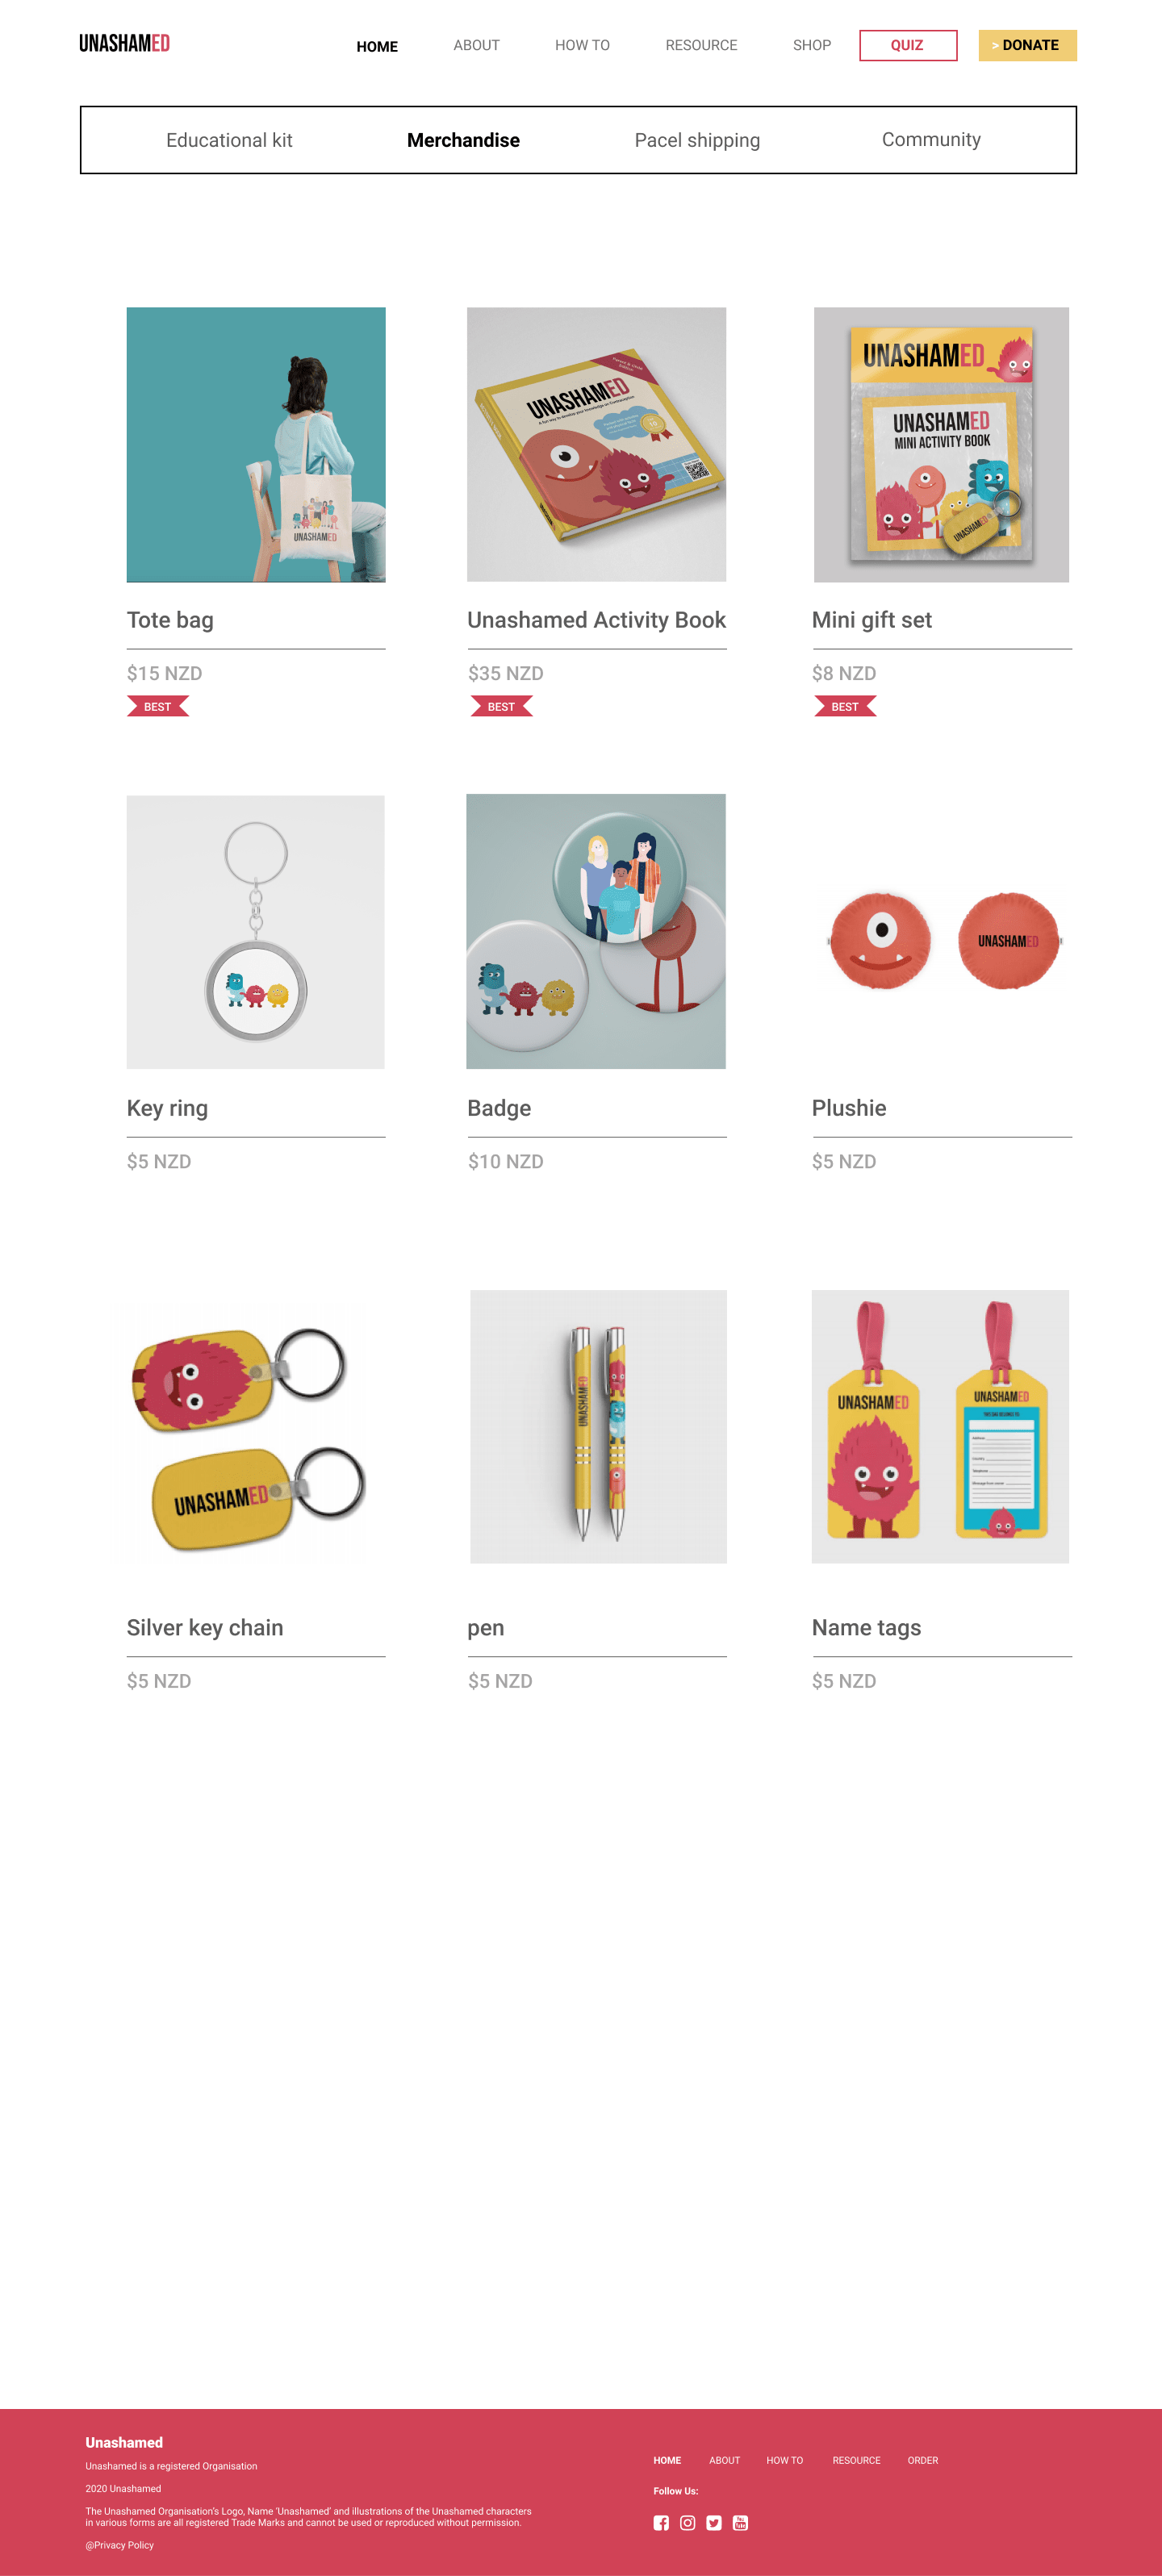 UNASHAMED
HOME
ABOUT
HOW TO
RESOURCE
SHOP
QUIZ
> DONATE
Educational kit
Merchandise
Pacel shipping
Community
UNASHAMED
UNASHAMED
UNASHAMED
UNASHAMED
MINI ACTIVITY BOOK
UNASHAMED
Tote bag
Unashamed Activity Book
Mini gift set
$15 NZD
$35 NZD
$8 NZD
BEST
BEST
BEST
UNASHAMED
Key ring
Badge
Plushie
$5 NZD
$10 NZD
$5 NZD
UNASHAMED
UNASHAMED
UNASHAMED
UNASHAMED
Silver key chain
pen
Name tags
$5 NZD
$5 NZD
$5 NZD
Unashamed
Unashamed is a registered Organisation
2020 Unashamed
The Unashamed Organisation's Logo, Name 'Unashamed' and illustrations of the Unashamed characters
in various forms are all registered Trade Marks and cannot be used or reproduced without permission.
@Privacy Policy
HOME
ABOUT
HOW TO
RESOURCE
ORDER
Follow Us: